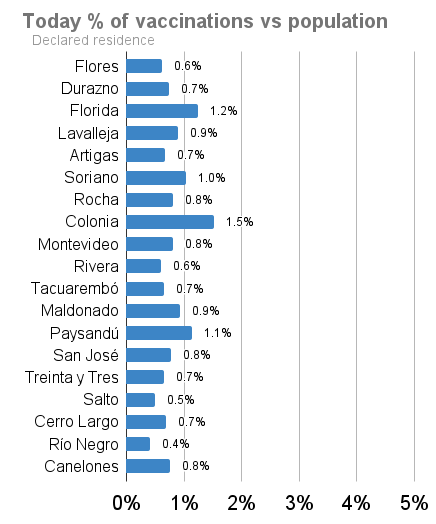 Today % of vaccinations vs population
Declared residence
Flores 0.6%
Durazno 0.7%
Florida 1.2%
Lavalleja 0.9%
Artigas 0.7%
Soriano 1.0%
Rocha 0.8%
Colonia 1.5%
Montevideo 0.8%
Rivera 0.6%
Tacuarembó 0.7%
Maldonado 0.9%
Paysandú 1.1%
San José 0.8%
Treinta y Tres 0.7%
Salto 0.5%
Cerro Largo 0.7%
Río Negro 0.4%
Canelones 0.8%
0% 1% 2% 3% 4% 5%